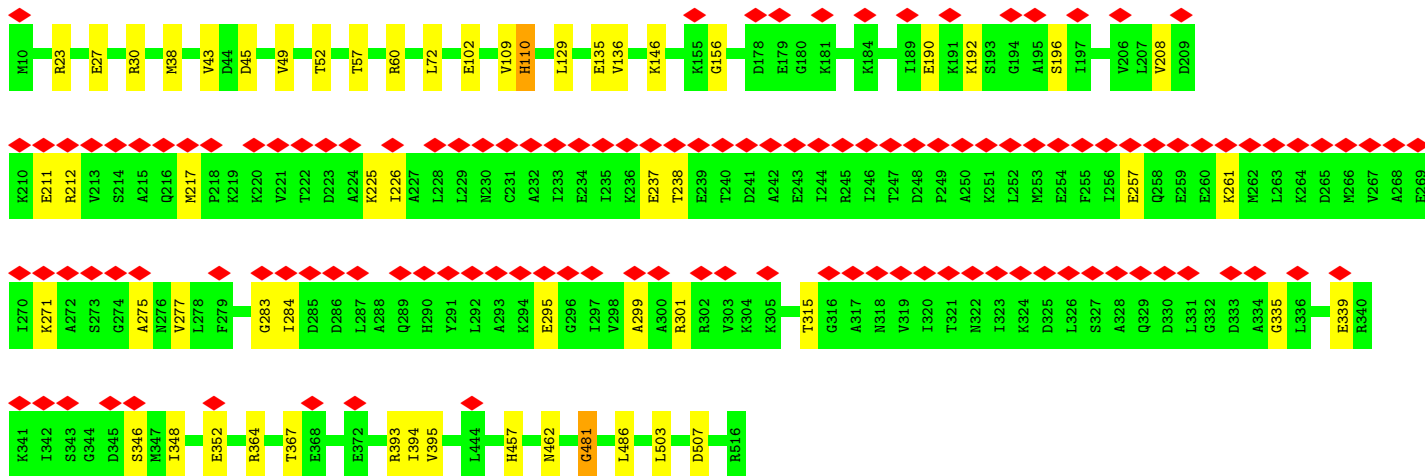 M10 R23 E27 R30 M38 V43 D44 D45 V49 T52 T57 R60 L72 E102 V109 H110 L129 E135 V136 K146 K155 G156 D178 E179 G180 K181 K184 I189 E190 K191 K192 S193 G194 A195 S196 I197 V206 L207 V208 D209
K210 E211 R212 V213 S214 A215 Q216 M217 P218 K219 K220 V221 T222 D223 A224 K225 I226 A227 L228 L229 N230 C231 A232 I233 E234 I235 K236 E237 T238 E239 T240 D241 A242 E243 I244 R245 I246 T247 D248 P249 A250 K251 L252 M253 E254 F255 I256 E257 Q258 E259 E260 K261 M262 L263 K264 D265 M266 V267 A268 E269
I270 K271 A272 S273 G274 A275 N276 V277 L278 F279 G283 I284 D285 D286 L287 A288 Q289 H290 Y291 L292 A293 K294 E295 G296 I297 V298 A299 A300 R301 R302 V303 K304 K305 T315 G316 A317 N318 V319 I320 T321 N322 I323 K324 D325 L326 S327 A328 Q329 D330 L331 G332 D333 A334 G335 L336 E339 R340
K341 I342 S343 G344 D345 S346 M347 I348 E352 R364 T367 E368 E372 R393 I394 V395 L444 H457 N462 G481 L486 L503 D507 R516